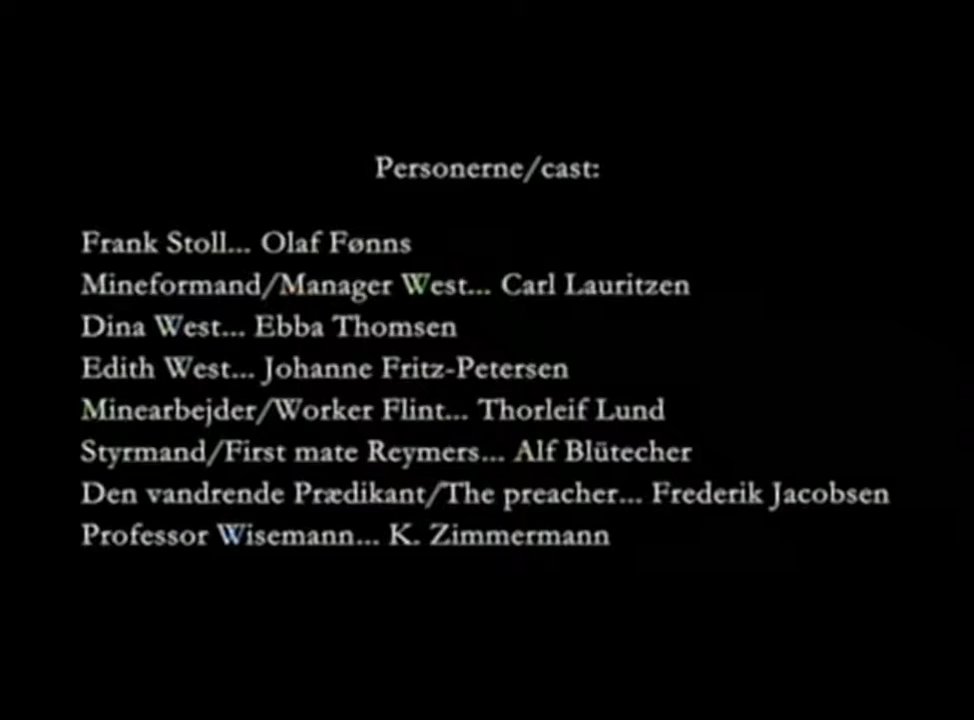 Personerne/cast:
Frank Stoll... Olaf Fønns
Mineformand/Manager West... Carl Lauritzen
Dina West... Ebba Thomsen
Edith West... Johanne Fritz-Petersen
Minearbejder/Worker Flint... Thorleif Lund
Styrmand/First mate Reymers... Alf Blütecher
Den vandrende Prædikant/The preacher... Frederik Jacobsen
Professor Wisemann... K. Zimmermann